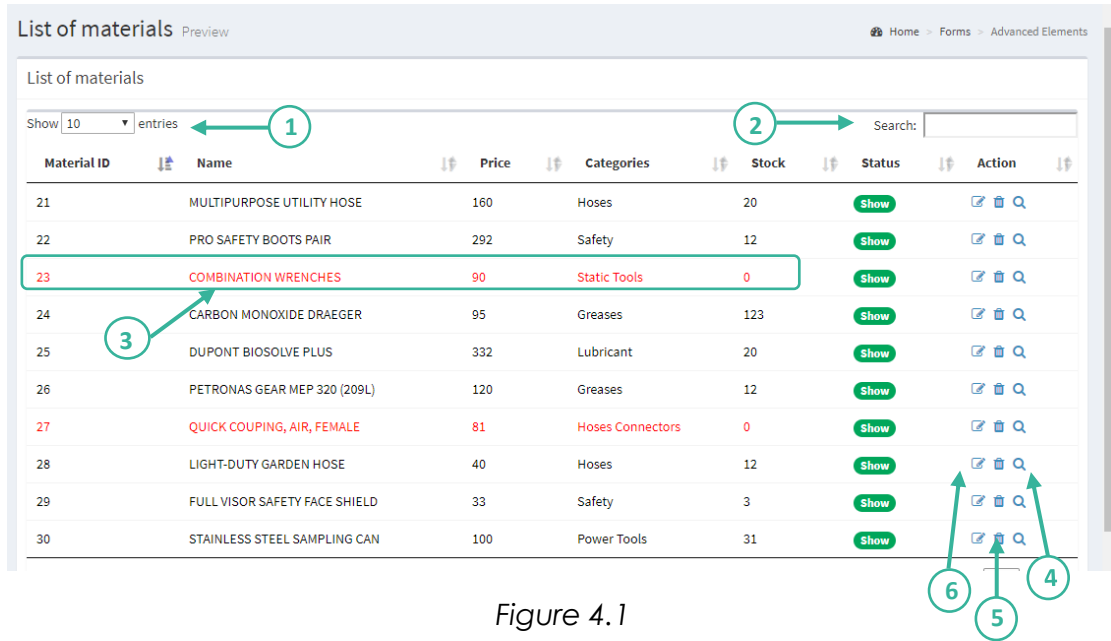 List of materials Preview Home > Forms > Advanced Elements
List of materials
Show 10 entries 1 2 Search:
Material ID Name Price Categories Stock Status Action
21 MULTIPURPOSE UTILITY HOSE 160 Hoses 20 Show
22 PRO SAFETY BOOTS PAIR 292 Safety 12 Show
23 COMBINATION WRENCHES 90 Static Tools 0 Show
24 CARBON MONOXIDE DRAEGER 95 Greases 123 Show
3
25 DUPONT BIOSOLVE PLUS 332 Lubricant 20 Show
26 PETRONAS GEAR MEP 320 (209L) 120 Greases 12 Show
27 QUICK COUPING, AIR, FEMALE 81 Hoses Connectors 0 Show
28 LIGHT-DUTY GARDEN HOSE 40 Hoses 12 Show
29 FULL VISOR SAFETY FACE SHIELD 33 Safety 3 Show
30 STAINLESS STEEL SAMPLING CAN 100 Power Tools 31 Show
6 4
Figure 4.1 5